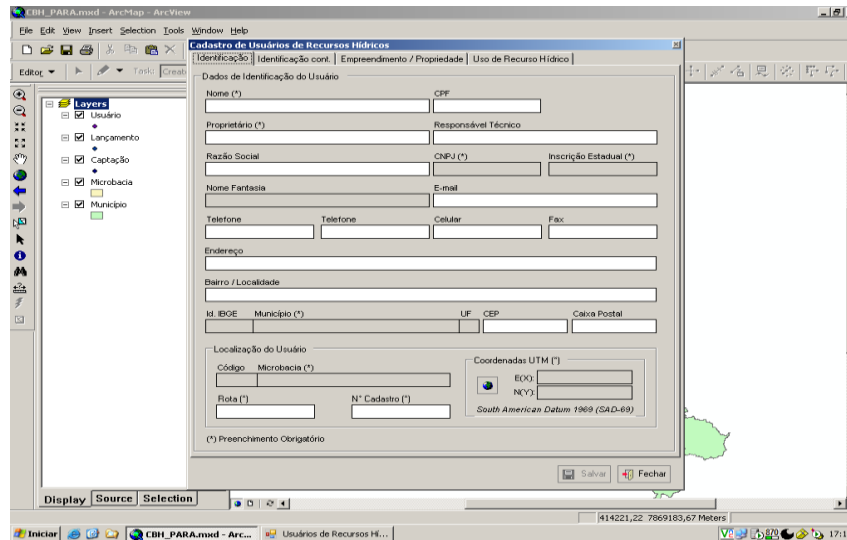 CBH_PARA.mxd - ArcMap - ArcView
File Edit View Insert Selection Tools Window Help
Cadastro de Usuários de Recursos Hídricos
Identificação Identificação cont. Empreendimento / Propriedade Uso de Recurso Hídrico
Editor Task: Creat
Dados de Identificação do Usuário
Nome (*) CPF
Layers
Usuário
Lançamento
Captação
Microbacia
Município
Proprietário (*) Responsável Técnico
Razão Social CNPJ (*) Inscrição Estadual (*)
Nome Fantasia E-mail
Telefone Telefone Celular Fax
Endereço
Bairro / Localidade
Id. IBGE Município (*) UF CEP Caixa Postal
Localização do Usuário
Código Microbacia (*)
Rota (*) N° Cadastro (*)
Coordenadas UTM (*)
E(X):
N(Y):
South American Datum 1969 (SAD-69)
(*) Preenchimento Obrigatório
Salvar Fechar
Display Source Selection
414221,22 7869183,67 Meters
Iniciar CBH_PARA.mxd - Arc... Usuários de Recursos Hí... 17:1